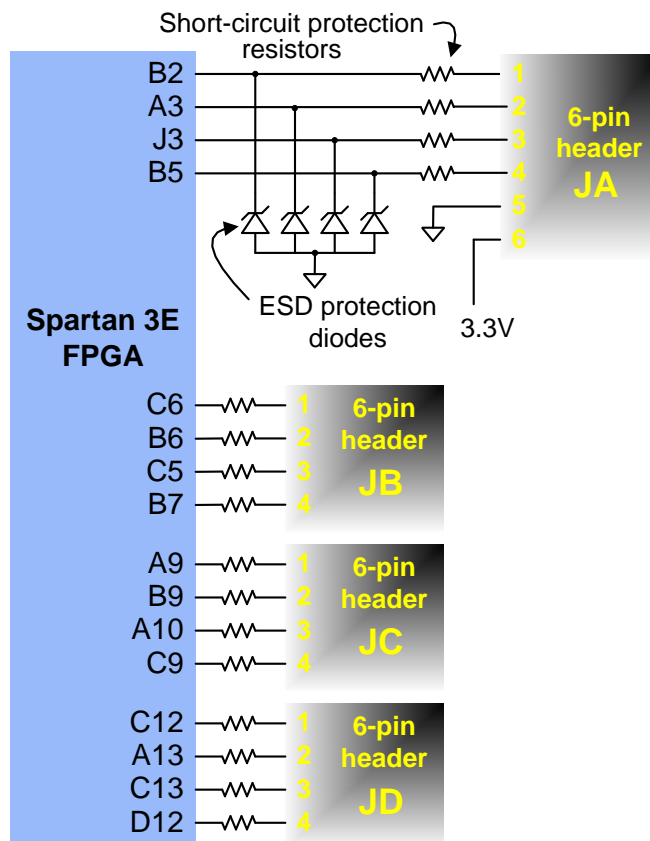 Short-circuit protection
resistors
B2
A3
J3
B5
1
2
3
4
5
6
6-pin
header
JA
ESD protection
diodes
3.3V
Spartan 3E
FPGA
C6
B6
C5
B7
1
2
3
4
6-pin
header
JB
A9
B9
A10
C9
1
2
3
4
6-pin
header
JC
C12
A13
C13
D12
1
2
3
4
6-pin
header
JD